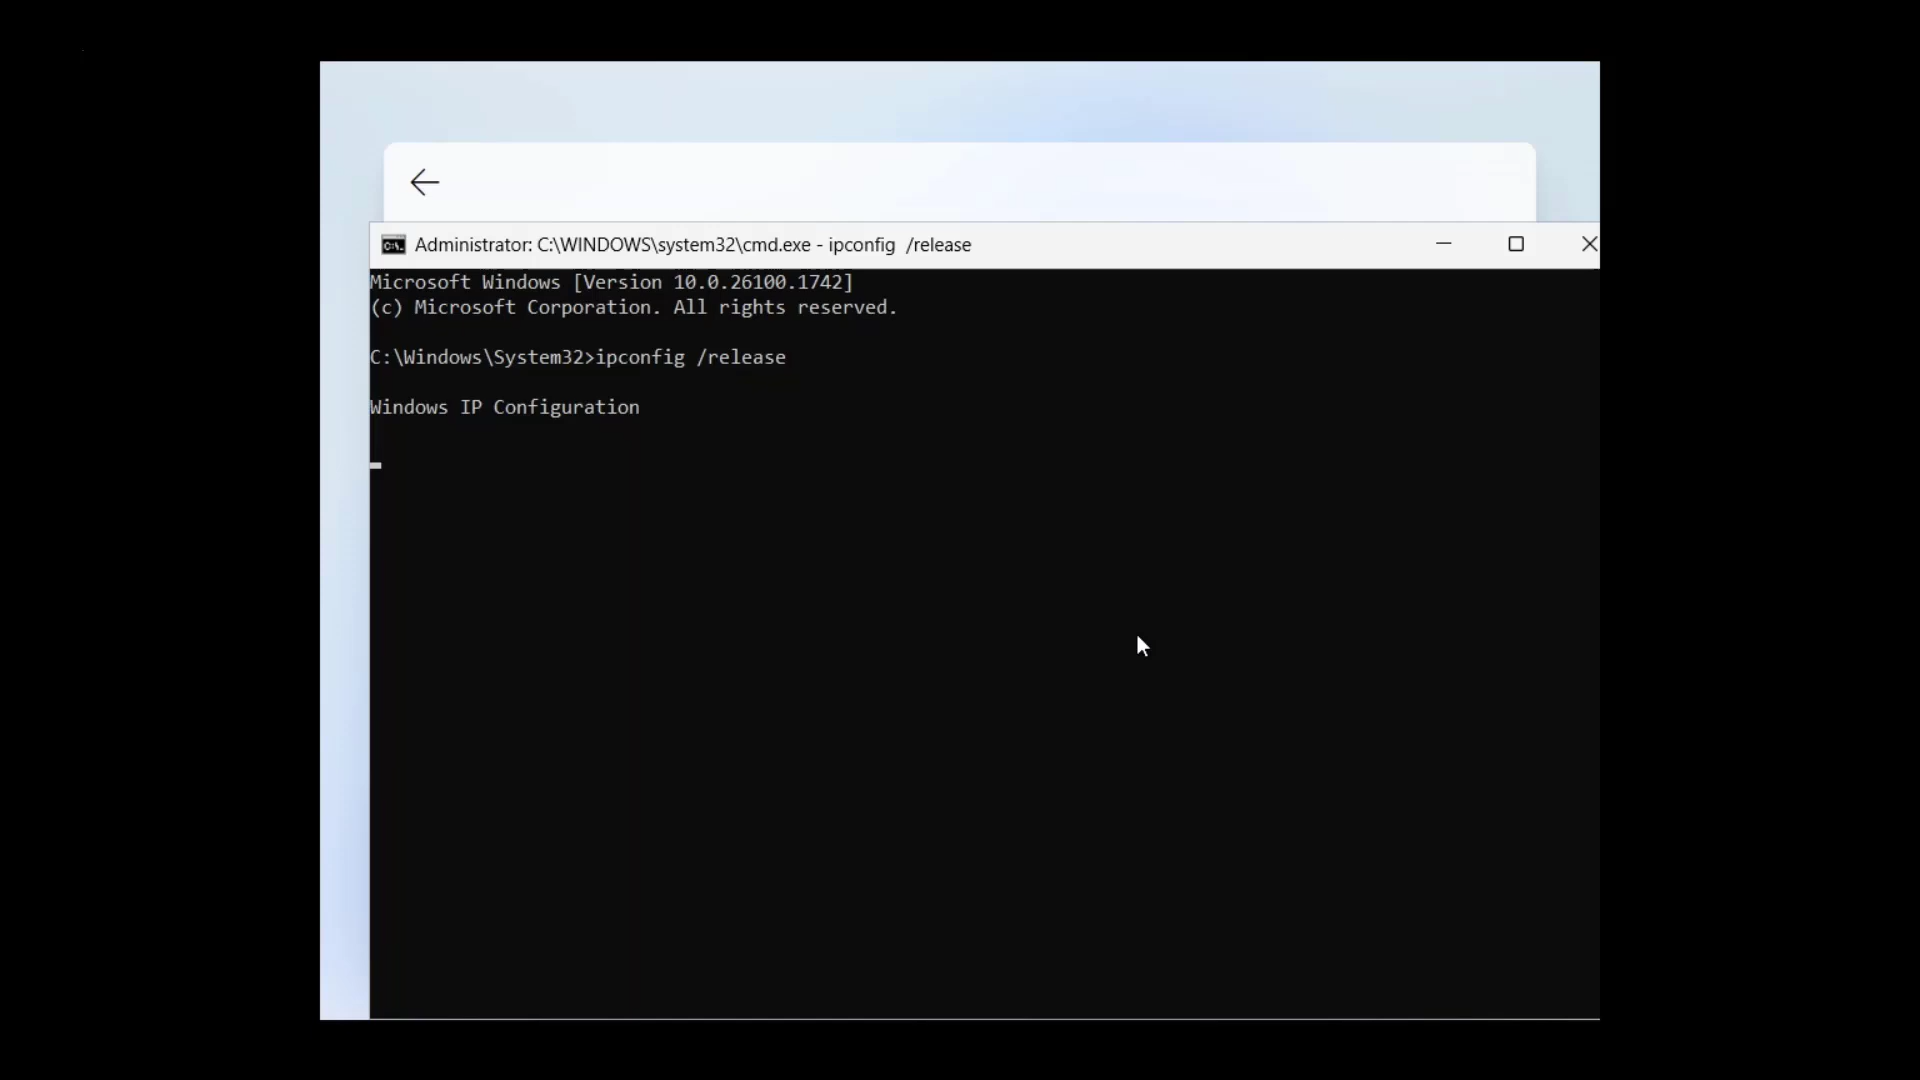 Administrator: C:\WINDOWS\system32\cmd.exe - ipconfig  /release
Microsoft Windows [Version 10.0.26100.1742]
(c) Microsoft Corporation. All rights reserved.
C:\Windows\System32>ipconfig /release
Windows IP Configuration